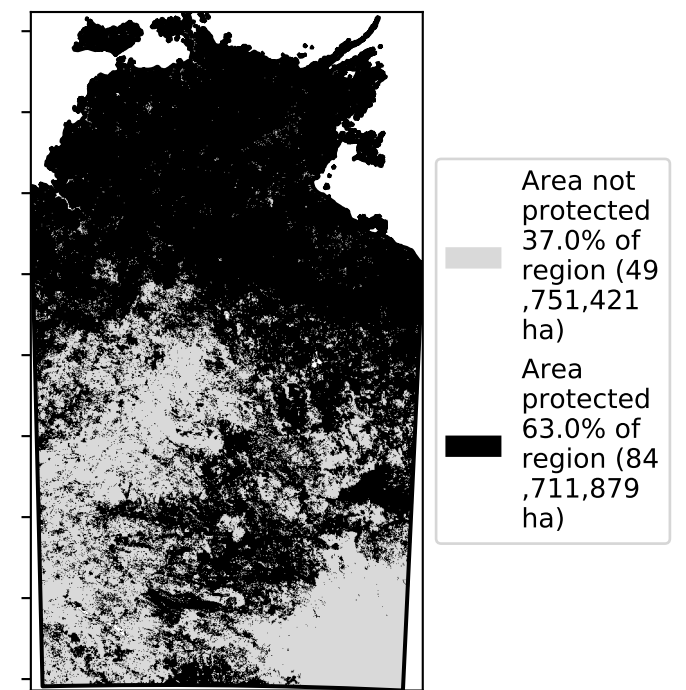 Area not
protected
37.0% of
region (49
,751,421
ha)
Area
protected
63.0% of
region (84
,711,879
ha)